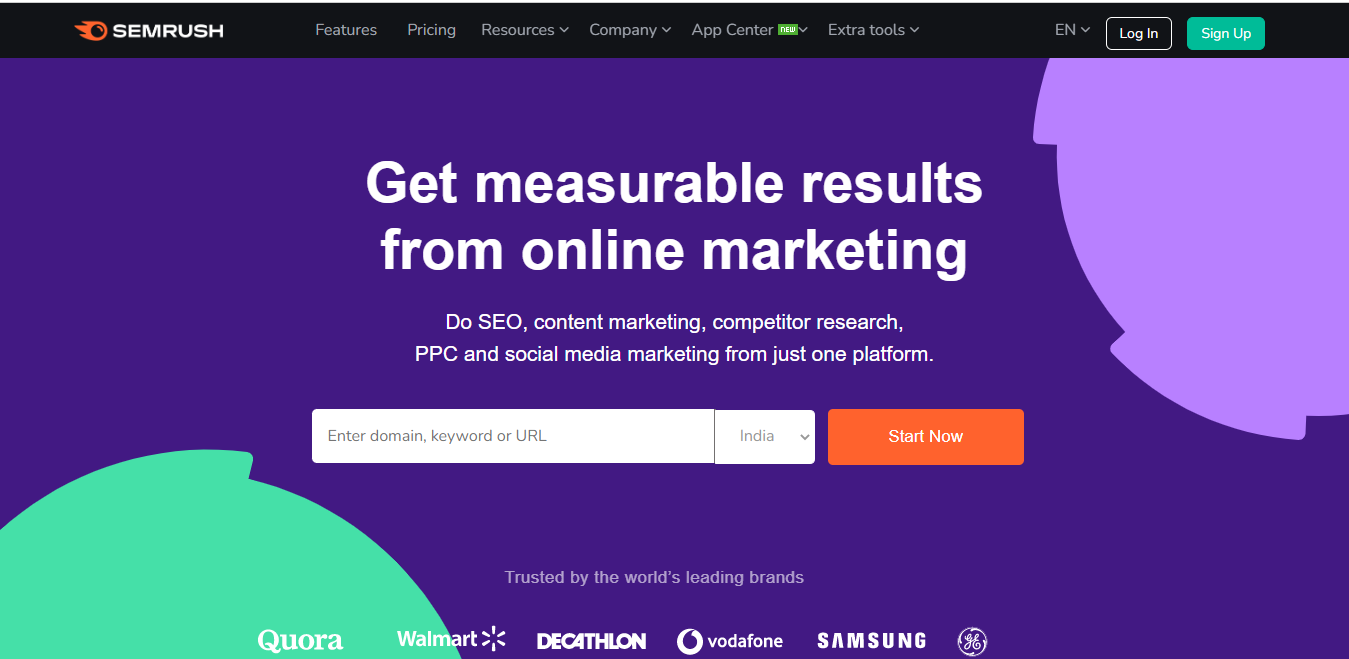 SEMRUSH Features Pricing Resources Company App Center NEW Extra tools EN Log In Sign Up
Get measurable results
from online marketing
Do SEO, content marketing, competitor research,
PPC and social media marketing from just one platform.
Enter domain, keyword or URL India Start Now
Trusted by the world's leading brands
Quora Walmart DECATHLON vodafone SAMSUNG GE